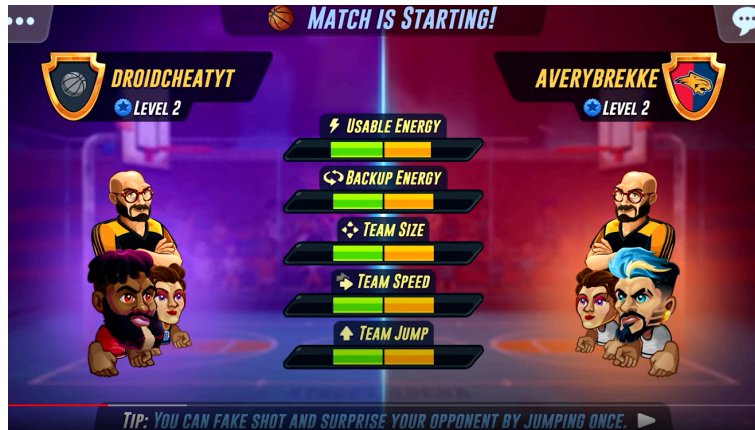 MATCH IS STARTING!
DROIDCHEATYT
LEVEL 2
AVERYBREKKE
LEVEL 2
USABLE ENERGY
BACKUP ENERGY
TEAM SIZE
TEAM SPEED
TEAM JUMP
TIP: YOU CAN FAKE SHOT AND SURPRISE YOUR OPPONENT BY JUMPING ONCE.